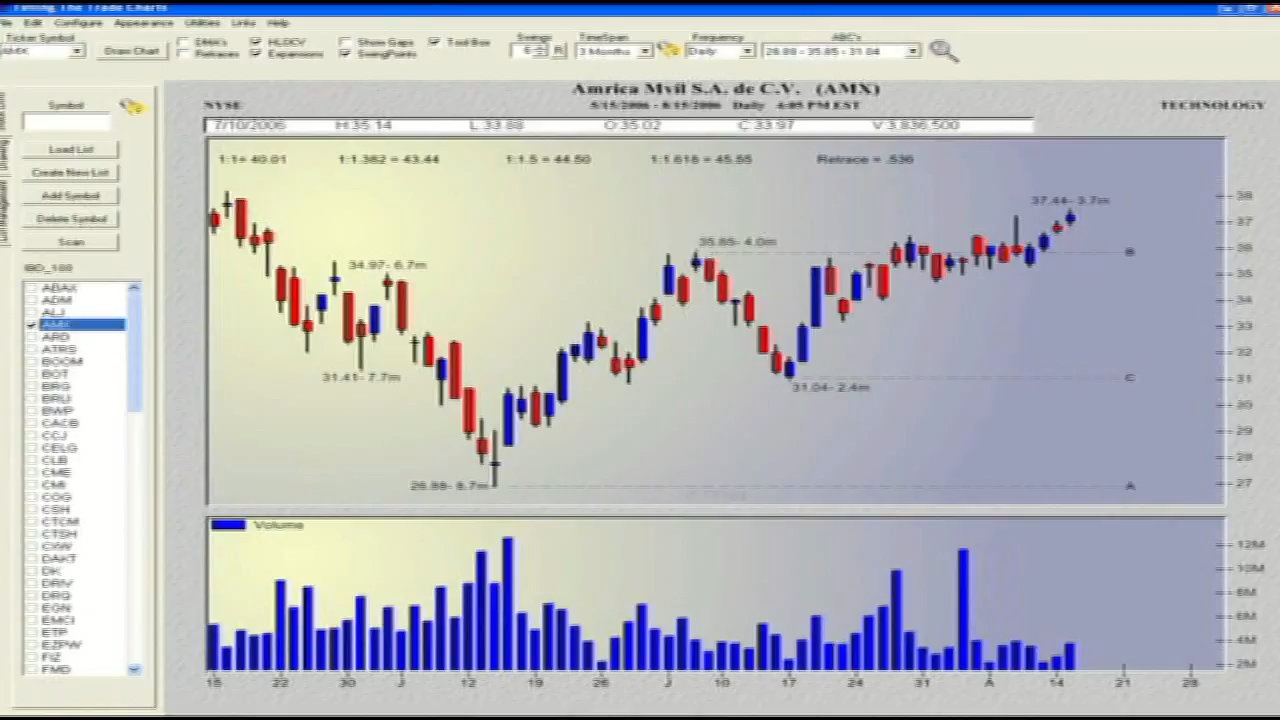 Timing The Trade Charts
File Edit Configure Appearance Utilities Links Help
Ticker Symbol
AMX
Draw Chart
DMA's
Retraces
HLOCV
Expansions
Show Gaps
SwingPoints
Tool Box
Swings
6
R
TimeSpan
3 Months
Frequency
Daily
ABC's
26.88 - 35.85 - 31.04
Symbol
Load List
Create New List
Add Symbol
Delete Symbol
Scan
IBD_100
ABAX
ADM
ALJ
AMX
ARD
ATRS
BOOM
BOT
BRG
BRLI
BWP
CACB
CCJ
CELG
CLB
CME
CMI
COG
CSH
CTCM
CTSH
CXW
DAKT
DK
DRIV
DRQ
EGN
EMCI
ETP
EZPW
FIZ
FMD
Amrica Mvil S.A. de C.V. (AMX)
NYSE
5/15/2006 - 8/15/2006 Daily 4:05 PM EST
TECHNOLOGY
7/10/2006 H:35.14 L:33.88 O:35.02 C:33.97 V:3,836,500
1:1= 40.01 1:1.382 = 43.44 1:1.5 = 44.50 1:1.618 = 45.55 Retrace = .536
37.44- 3.7m
35.85- 4.0m
34.97- 6.7m
31.41- 7.7m
31.04- 2.4m
26.88- 8.7m
B
C
A
38
37
36
35
34
33
32
31
30
29
28
27
Volume
12M
10M
8M
6M
4M
2M
15 22 30 J 12 19 26 J 10 17 24 31 A 14 21 28